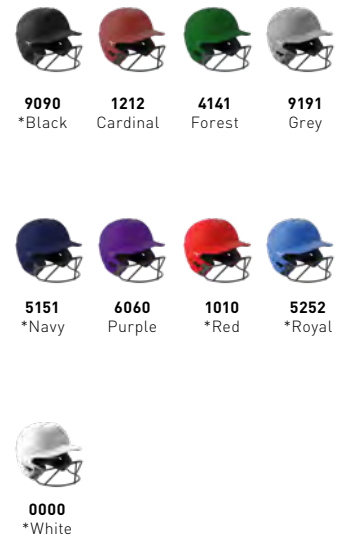 9090
*Black
1212
Cardinal
4141
Forest
9191
Grey
5151
*Navy
6060
Purple
1010
*Red
5252
*Royal
0000
*White